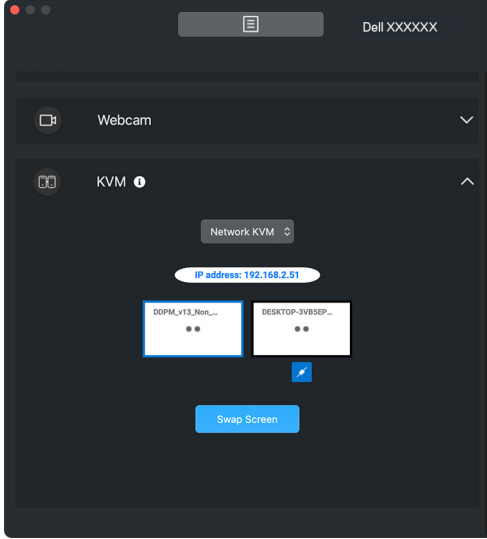 Dell XXXXXX
Webcam
KVM
Network KVM
IP address: 192.168.2.51
DDPM_v13_Non_...
DESKTOP-3VB5EP...
Swap Screen